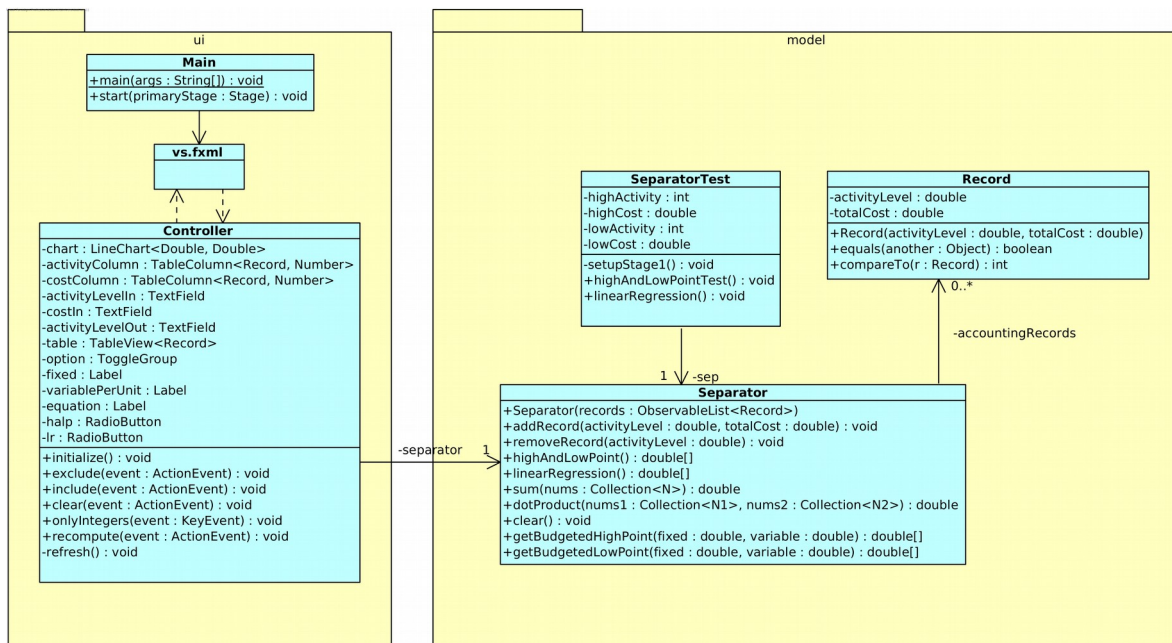 ui
Main
+main(args : String[]) : void
+start(primaryStage : Stage) : void
vs.fxml
Controller
-chart : LineChart<Double, Double>
-activityColumn : TableColumn<Record, Number>
-costColumn : TableColumn<Record, Number>
-activityLevelIn : TextField
-costIn : TextField
-activityLevelOut : TextField
-table : TableView<Record>
-option : ToggleGroup
-fixed : Label
-variablePerUnit : Label
-equation : Label
-halp : RadioButton
-lr : RadioButton
+initialize() : void
+exclude(event : ActionEvent) : void
+include(event : ActionEvent) : void
+clear(event : ActionEvent) : void
+onlyIntegers(event : KeyEvent) : void
+recompute(event : ActionEvent) : void
-refresh() : void
-separator 1
model
SeparatorTest
-highActivity : int
-highCost : double
-lowActivity : int
-lowCost : double
-setupStage1() : void
+highAndLowPointTest() : void
+linearRegression() : void
1 -sep
Record
-activityLevel : double
-totalCost : double
+Record(activityLevel : double, totalCost : double)
+equals(another : Object) : boolean
+compareTo(r : Record) : int
0..*
-accountingRecords
Separator
+Separator(records : ObservableList<Record>)
+addRecord(activityLevel : double, totalCost : double) : void
+removeRecord(activityLevel : double) : void
+highAndLowPoint() : double[]
+linearRegression() : double[]
+sum(nums : Collection<N>) : double
+dotProduct(nums1 : Collection<N1>, nums2 : Collection<N2>) : double
+clear() : void
+getBudgetedHighPoint(fixed : double, variable : double) : double[]
+getBudgetedLowPoint(fixed : double, variable : double) : double[]